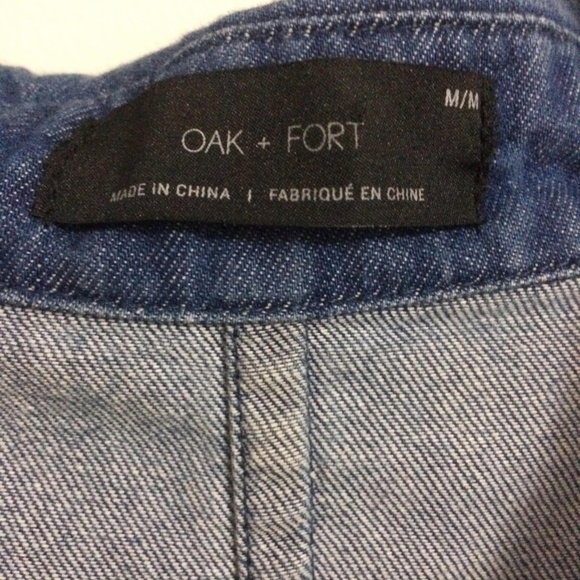 M/M
OAK + FORT
MADE IN CHINA | FABRIQUÉ EN CHINE